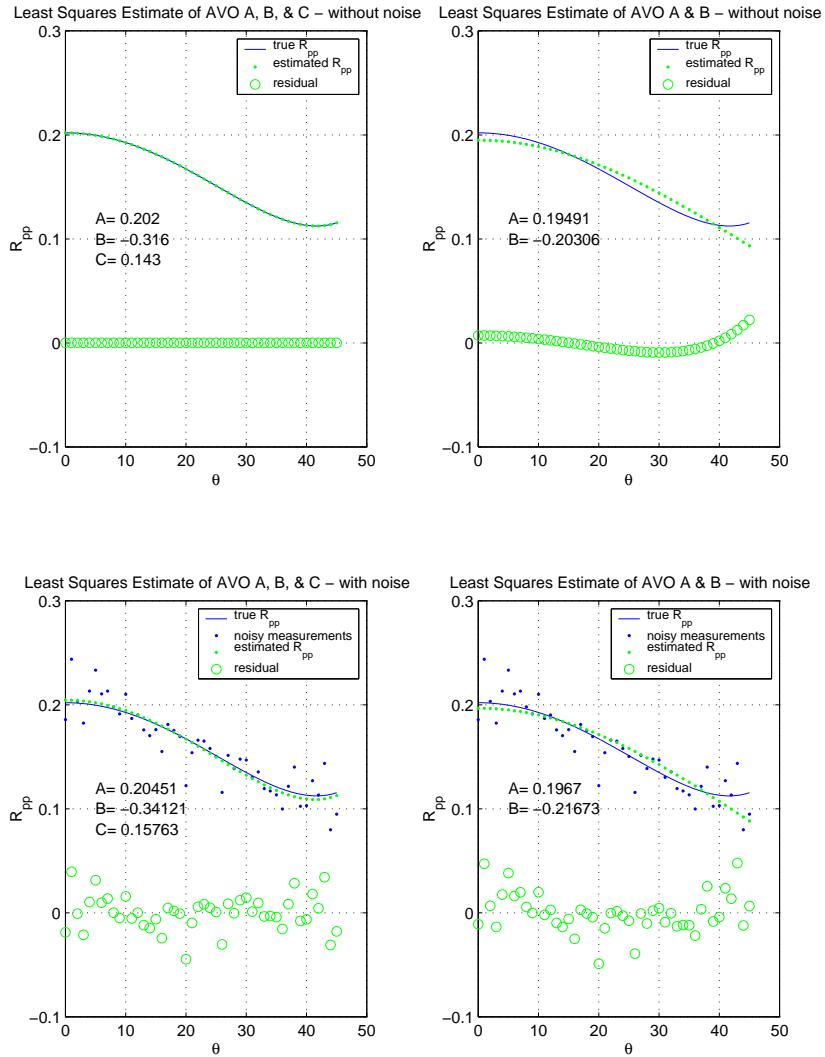 Least Squares Estimate of AVO A, B, & C – without noise
0.3
0.2
0.1
0
−0.1
R_pp
true R_pp
estimated R_pp
residual
A= 0.202
B= −0.316
C= 0.143
0 10 20 30 40 50
θ
Least Squares Estimate of AVO A & B – without noise
0.3
0.2
0.1
0
−0.1
R_pp
true R_pp
estimated R_pp
residual
A= 0.19491
B= −0.20306
0 10 20 30 40 50
θ
Least Squares Estimate of AVO A, B, & C – with noise
0.3
0.2
0.1
0
−0.1
R_pp
true R_pp
noisy measurements
estimated R_pp
residual
A= 0.20451
B= −0.34121
C= 0.15763
0 10 20 30 40 50
θ
Least Squares Estimate of AVO A & B – with noise
0.3
0.2
0.1
0
−0.1
R_pp
true R_pp
noisy measurements
estimated R_pp
residual
A= 0.1967
B= −0.21673
0 10 20 30 40 50
θ